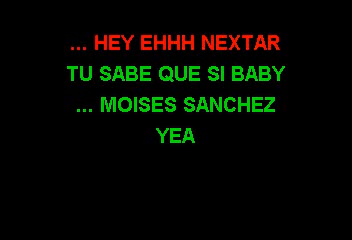 ... HEY EHHH NEXTAR
TU SABE QUE SI BABY
... MOISES SANCHEZ
YEA